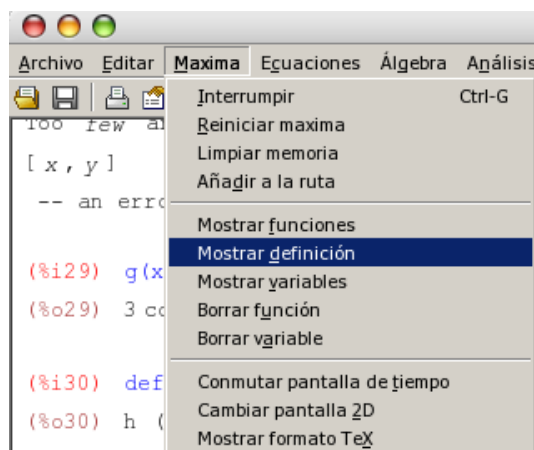 Archivo Editar Maxima Ecuaciones Álgebra Análisis
Interrumpir Ctrl-G
Reiniciar maxima
Limpiar memoria
Añadir a la ruta
Mostrar funciones
Mostrar definición
Mostrar variables
Borrar función
Borrar variable
Conmutar pantalla de tiempo
Cambiar pantalla 2D
Mostrar formato TeX
Too few
[ x , y ]
-- an
(%i29) g(x
(%o29) 3
(%i30)
(%o30) h (